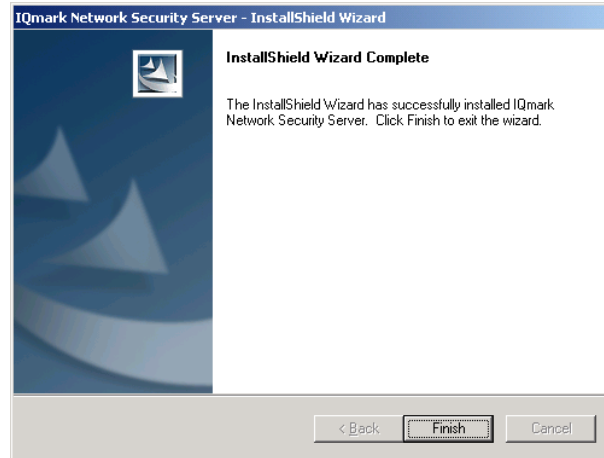 IQmark Network Security Server - InstallShield Wizard
InstallShield Wizard Complete
The InstallShield Wizard has successfully installed IQmark
Network Security Server. Click Finish to exit the wizard.
< Back
Finish
Cancel